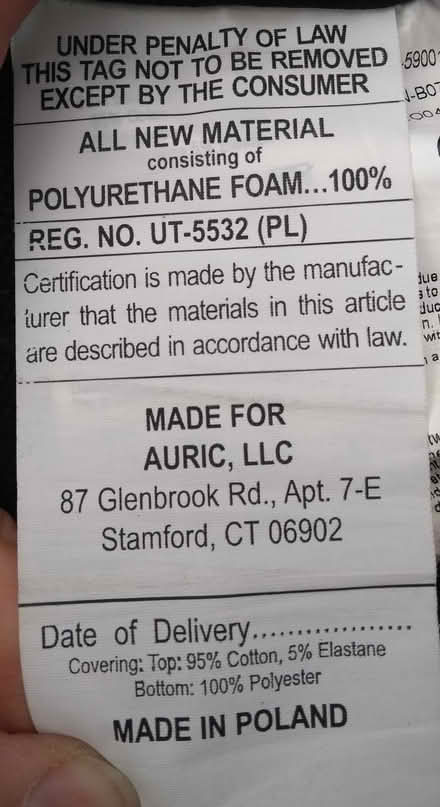 UNDER PENALTY OF LAW
THIS TAG NOT TO BE REMOVED
EXCEPT BY THE CONSUMER
ALL NEW MATERIAL
consisting of
POLYURETHANE FOAM...100%
REG. NO. UT-5532 (PL)
Certification is made by the manufac-
turer that the materials in this article
are described in accordance with law.
MADE FOR
AURIC, LLC
87 Glenbrook Rd., Apt. 7-E
Stamford, CT 06902
Date of Delivery..................
Covering: Top: 95% Cotton, 5% Elastane
Bottom: 100% Polyester
MADE IN POLAND